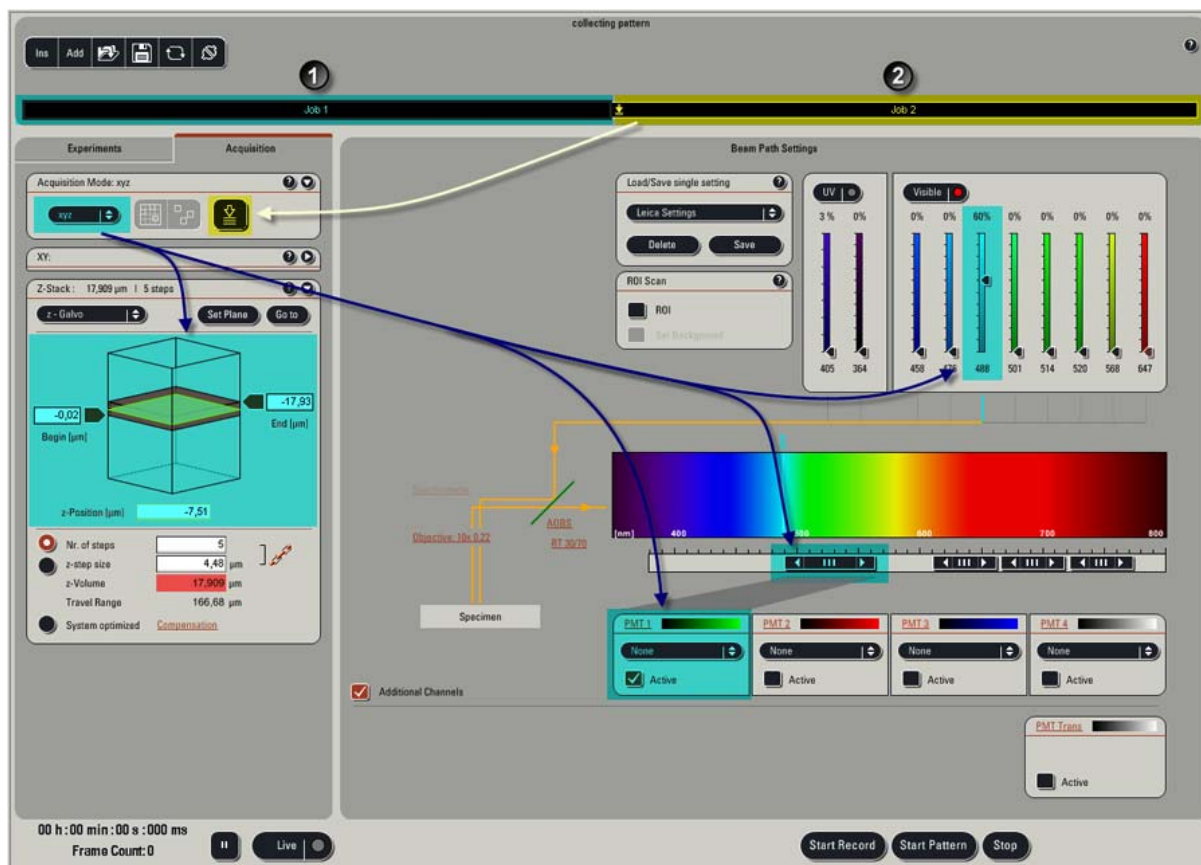 collecting pattern
Ins Add
1 2
Job 1 Job 2
Experiments Acquisition
Beam Path Settings
Acquisition Mode: xyz
xyz
XY:
Z-Stack : 17,909 µm | 5 steps
z - Galvo Set Plane Go to
-0,02
Begin [µm]
-17,93
End [µm]
z-Position [µm] -7,51
Nr. of steps 5
z-step size 4,48 µm
z-Volume 17,909 µm
Travel Range 166,68 µm
System optimized Compensation
Load/Save single setting
Leica Settings
Delete Save
ROI Scan
ROI
Set Background
UV Visible
3 % 0% 0% 0% 60% 0% 0% 0% 0% 0%
405 364 458 476 488 501 514 520 568 647
AOBS
Objective: 10x 0.22 RT 30/70
Specimen
[nm] 400 500 600 700 800
PMT 1 PMT 2 PMT 3 PMT 4
None None None None
Active Active Active Active
Additional Channels
PMT Trans
Active
00 h : 00 min : 00 s : 000 ms
Frame Count: 0
Live
Start Record Start Pattern Stop